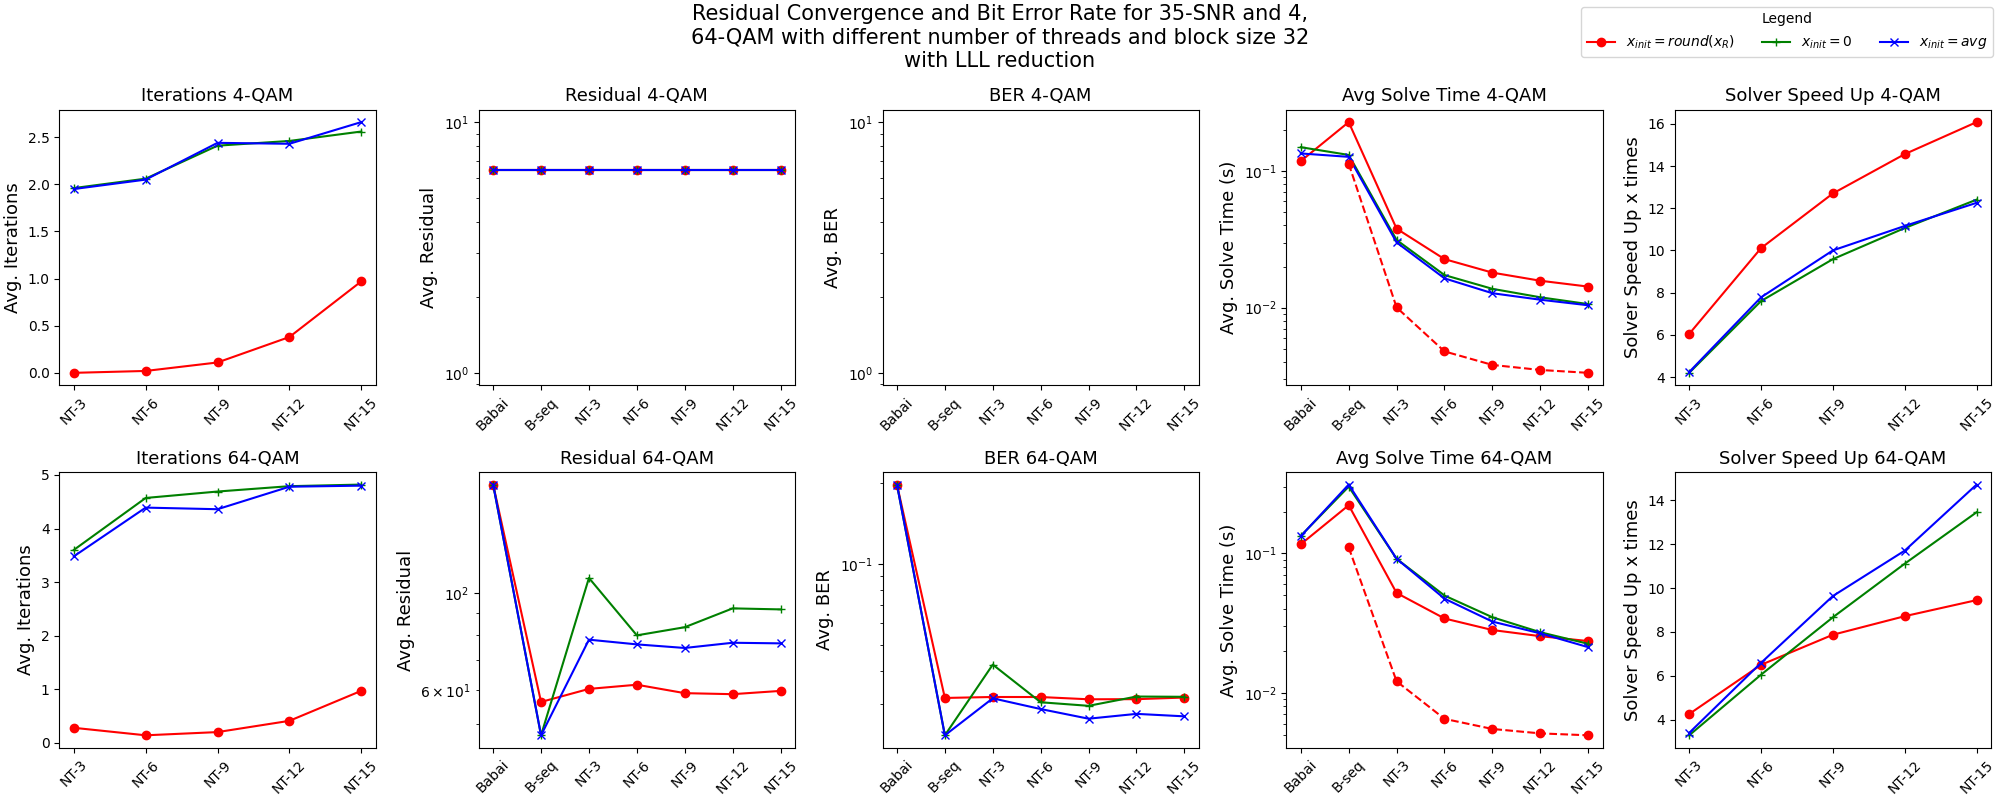 Residual Convergence and Bit Error Rate for 35-SNR and 4,
64-QAM with different number of threads and block size 32
with LLL reduction
Legend
x_init = round(x_R)
x_init = 0
x_init = avg
Iterations 4-QAM
Avg. Iterations
2.5
2.0
1.5
1.0
0.5
0.0
NT-3
NT-6
NT-9
NT-12
NT-15
Residual 4-QAM
Avg. Residual
10^1
10^0
Babai
B-seq
NT-3
NT-6
NT-9
NT-12
NT-15
BER 4-QAM
Avg. BER
10^1
10^0
Babai
B-seq
NT-3
NT-6
NT-9
NT-12
NT-15
Avg Solve Time 4-QAM
Avg. Solve Time (s)
10^−1
10^−2
Babai
B-seq
NT-3
NT-6
NT-9
NT-12
NT-15
Solver Speed Up 4-QAM
Solver Speed Up x times
16
14
12
10
8
6
4
NT-3
NT-6
NT-9
NT-12
NT-15
Iterations 64-QAM
Avg. Iterations
5
4
3
2
1
0
NT-3
NT-6
NT-9
NT-12
NT-15
Residual 64-QAM
Avg. Residual
10^2
6 × 10^1
Babai
B-seq
NT-3
NT-6
NT-9
NT-12
NT-15
BER 64-QAM
Avg. BER
10^−1
Babai
B-seq
NT-3
NT-6
NT-9
NT-12
NT-15
Avg Solve Time 64-QAM
Avg. Solve Time (s)
10^−1
10^−2
Babai
B-seq
NT-3
NT-6
NT-9
NT-12
NT-15
Solver Speed Up 64-QAM
Solver Speed Up x times
14
12
10
8
6
4
NT-3
NT-6
NT-9
NT-12
NT-15